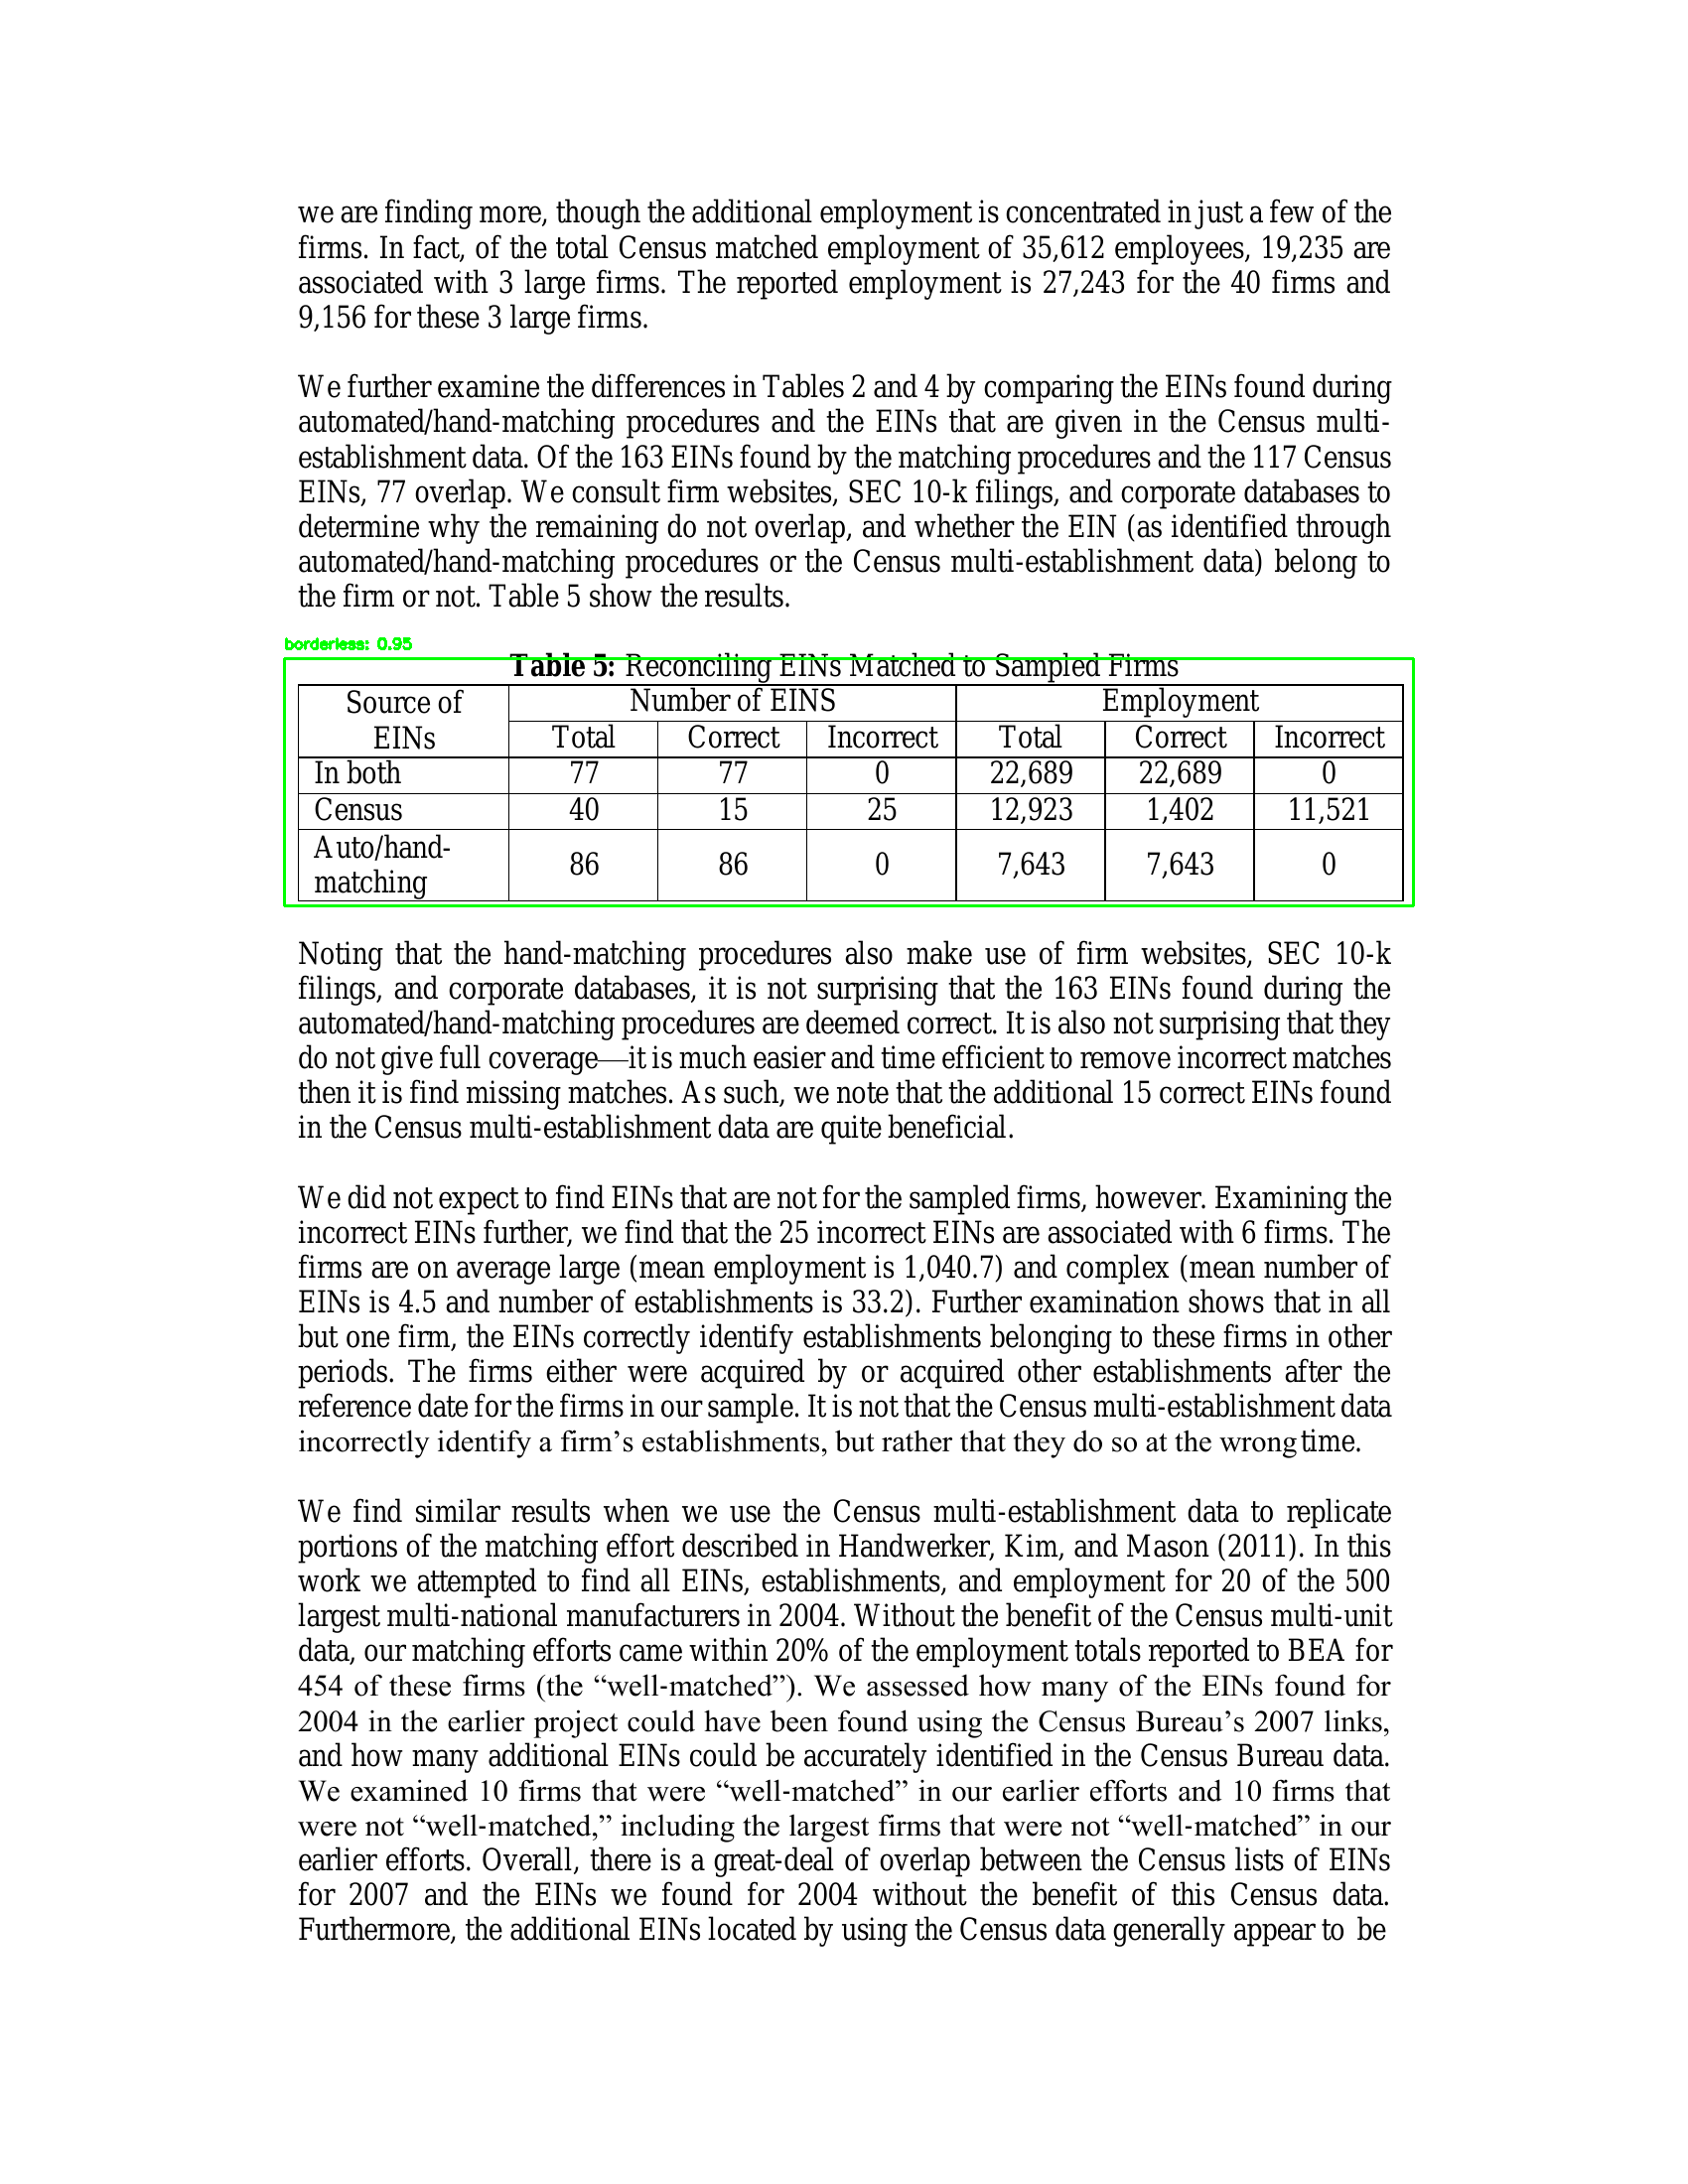 we are finding more, though the additional employment is concentrated in just a few of the
firms. In fact, of the total Census matched employment of 35,612 employees, 19,235 are
associated with 3 large firms. The reported employment is 27,243 for the 40 firms and
9,156 for these 3 large firms.
We further examine the differences in Tables 2 and 4 by comparing the EINs found during
automated/hand-matching procedures and the EINs that are given in the Census multi-
establishment data. Of the 163 EINs found by the matching procedures and the 117 Census
EINs, 77 overlap. We consult firm websites, SEC 10-k filings, and corporate databases to
determine why the remaining do not overlap, and whether the EIN (as identified through
automated/hand-matching procedures or the Census multi-establishment data) belong to
the firm or not. Table 5 show the results.
borderless: 0.95
Table 5: Reconciling EINs Matched to Sampled Firms
Source of EINs Number of EINS Employment
Total Correct Incorrect Total Correct Incorrect
In both 77 77 0 22,689 22,689 0
Census 40 15 25 12,923 1,402 11,521
Auto/hand-matching 86 86 0 7,643 7,643 0
Noting that the hand-matching procedures also make use of firm websites, SEC 10-k
filings, and corporate databases, it is not surprising that the 163 EINs found during the
automated/hand-matching procedures are deemed correct. It is also not surprising that they
do not give full coverage—it is much easier and time efficient to remove incorrect matches
then it is find missing matches. As such, we note that the additional 15 correct EINs found
in the Census multi-establishment data are quite beneficial.
We did not expect to find EINs that are not for the sampled firms, however. Examining the
incorrect EINs further, we find that the 25 incorrect EINs are associated with 6 firms. The
firms are on average large (mean employment is 1,040.7) and complex (mean number of
EINs is 4.5 and number of establishments is 33.2). Further examination shows that in all
but one firm, the EINs correctly identify establishments belonging to these firms in other
periods. The firms either were acquired by or acquired other establishments after the
reference date for the firms in our sample. It is not that the Census multi-establishment data
incorrectly identify a firm’s establishments, but rather that they do so at the wrong time.
We find similar results when we use the Census multi-establishment data to replicate
portions of the matching effort described in Handwerker, Kim, and Mason (2011). In this
work we attempted to find all EINs, establishments, and employment for 20 of the 500
largest multi-national manufacturers in 2004. Without the benefit of the Census multi-unit
data, our matching efforts came within 20% of the employment totals reported to BEA for
454 of these firms (the “well-matched”). We assessed how many of the EINs found for
2004 in the earlier project could have been found using the Census Bureau’s 2007 links,
and how many additional EINs could be accurately identified in the Census Bureau data.
We examined 10 firms that were “well-matched” in our earlier efforts and 10 firms that
were not “well-matched,” including the largest firms that were not “well-matched” in our
earlier efforts. Overall, there is a great-deal of overlap between the Census lists of EINs
for 2007 and the EINs we found for 2004 without the benefit of this Census data.
Furthermore, the additional EINs located by using the Census data generally appear to be